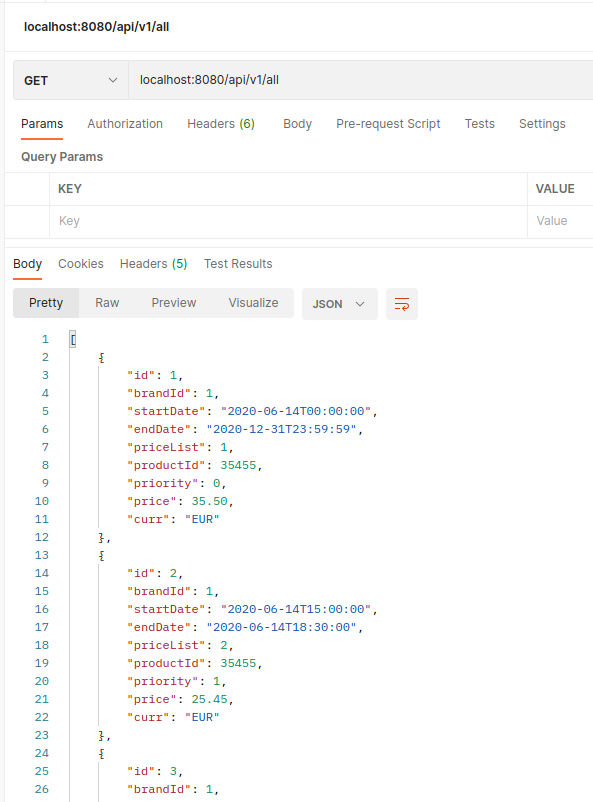 localhost:8080/api/v1/all
GET localhost:8080/api/v1/all
Params Authorization Headers (6) Body Pre-request Script Tests Settings
Query Params
KEY VALUE
Key Value
Body Cookies Headers (5) Test Results
Pretty Raw Preview Visualize JSON
1 [
2 {
3 "id": 1,
4 "brandId": 1,
5 "startDate": "2020-06-14T00:00:00",
6 "endDate": "2020-12-31T23:59:59",
7 "priceList": 1,
8 "productId": 35455,
9 "priority": 0,
10 "price": 35.50,
11 "curr": "EUR"
12 },
13 {
14 "id": 2,
15 "brandId": 1,
16 "startDate": "2020-06-14T15:00:00",
17 "endDate": "2020-06-14T18:30:00",
18 "priceList": 2,
19 "productId": 35455,
20 "priority": 1,
21 "price": 25.45,
22 "curr": "EUR"
23 },
24 {
25 "id": 3,
26 "brandId": 1,